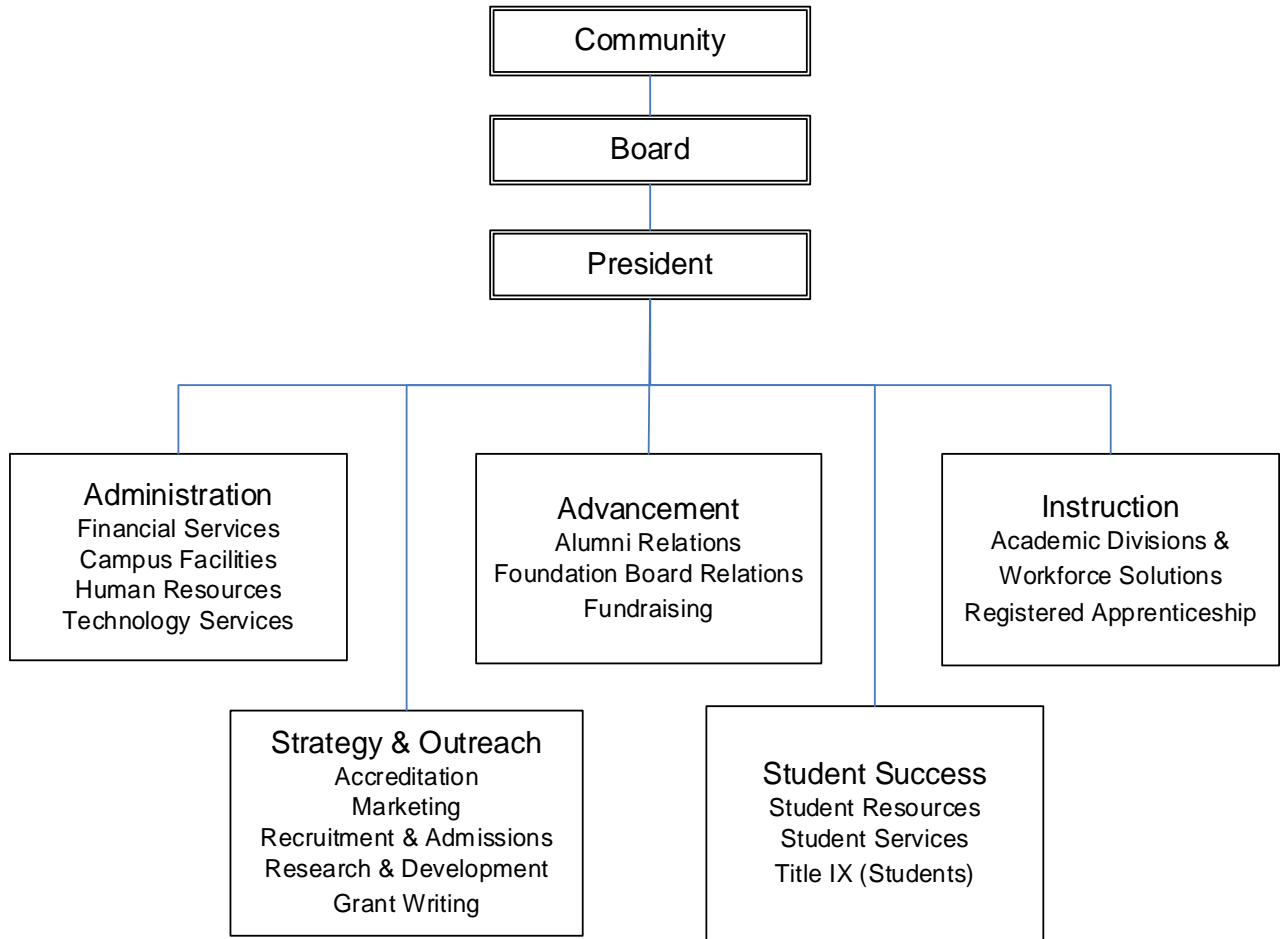 Community
Board
President
Administration
Financial Services
Campus Facilities
Human Resources
Technology Services
Advancement
Alumni Relations
Foundation Board Relations
Fundraising
Instruction
Academic Divisions &
Workforce Solutions
Registered Apprenticeship
Strategy & Outreach
Accreditation
Marketing
Recruitment & Admissions
Research & Development
Grant Writing
Student Success
Student Resources
Student Services
Title IX (Students)